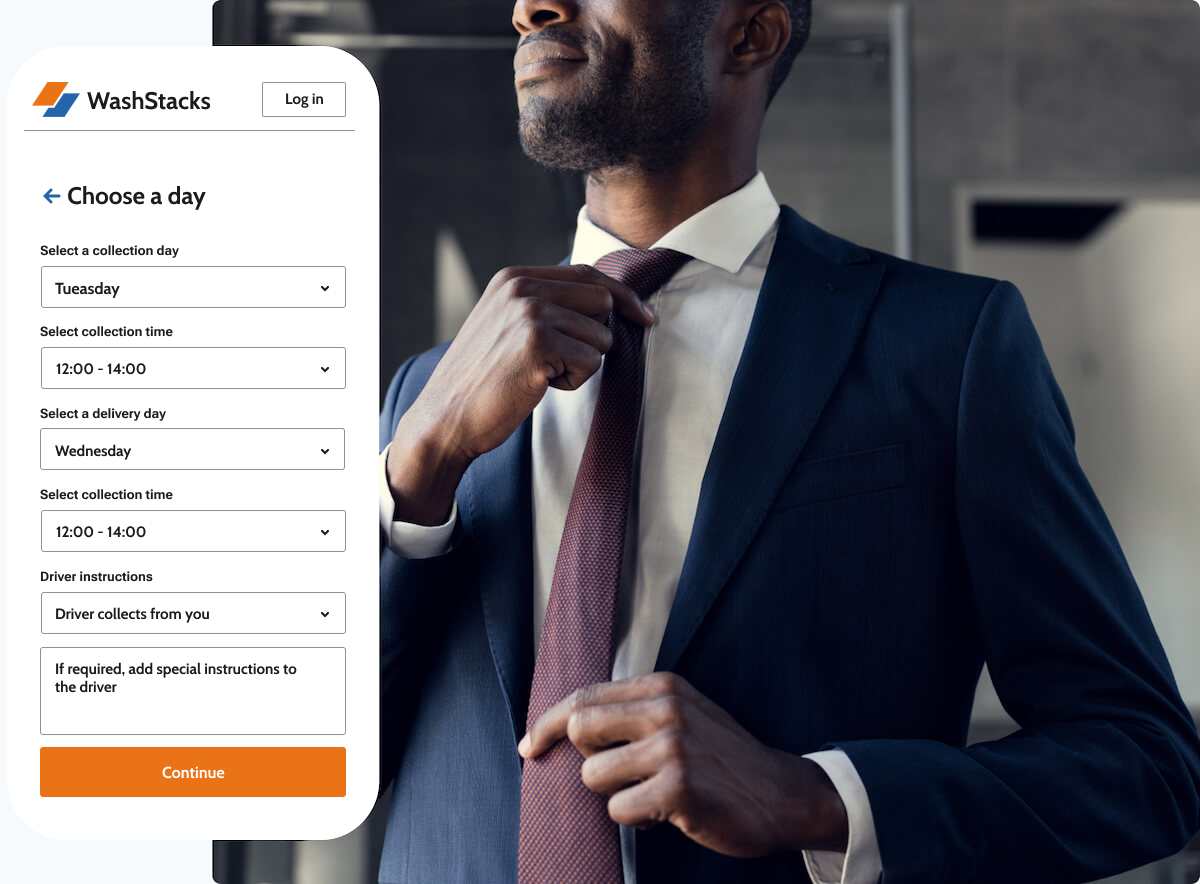 WashStacks
Log in
Choose a day
Select a collection day
Tueasday
Select collection time
12:00 - 14:00
Select a delivery day
Wednesday
Select collection time
12:00 - 14:00
Driver instructions
Driver collects from you
If required, add special instructions to
the driver
Continue